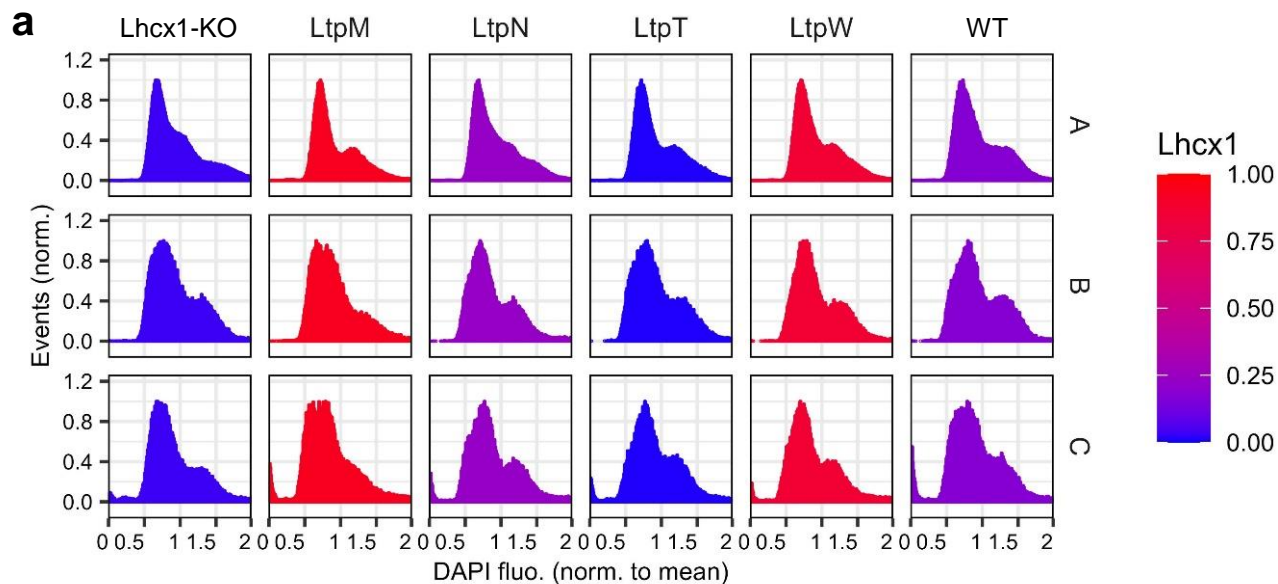 a
Lhcx1-KO LtpM LtpN LtpT LtpW WT
1.2
0.8
0.4
0.0
A
1.2
0.8
0.4
0.0
B
1.2
0.8
0.4
0.0
C
Events (norm.)
0 0.5 1 1.5 2 0 0.5 1 1.5 2 0 0.5 1 1.5 2 0 0.5 1 1.5 2 0 0.5 1 1.5 2 0 0.5 1 1.5 2
DAPI fluo. (norm. to mean)
Lhcx1
1.00
0.75
0.50
0.25
0.00